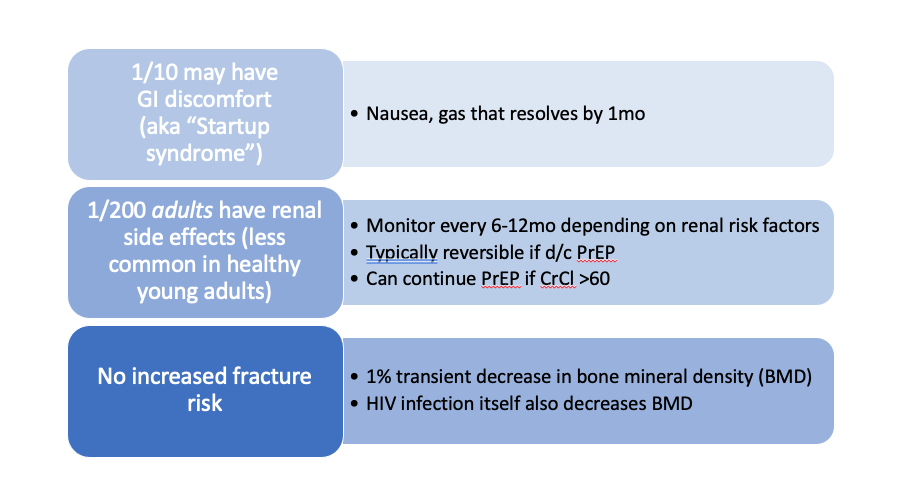 1/10 may have
GI discomfort
(aka “Startup
syndrome”)
• Nausea, gas that resolves by 1mo
1/200 adults have renal
side effects (less
common in healthy
young adults)
• Monitor every 6-12mo depending on renal risk factors
• Typically reversible if d/c PrEP
• Can continue PrEP if CrCl >60
No increased fracture
risk
• 1% transient decrease in bone mineral density (BMD)
• HIV infection itself also decreases BMD